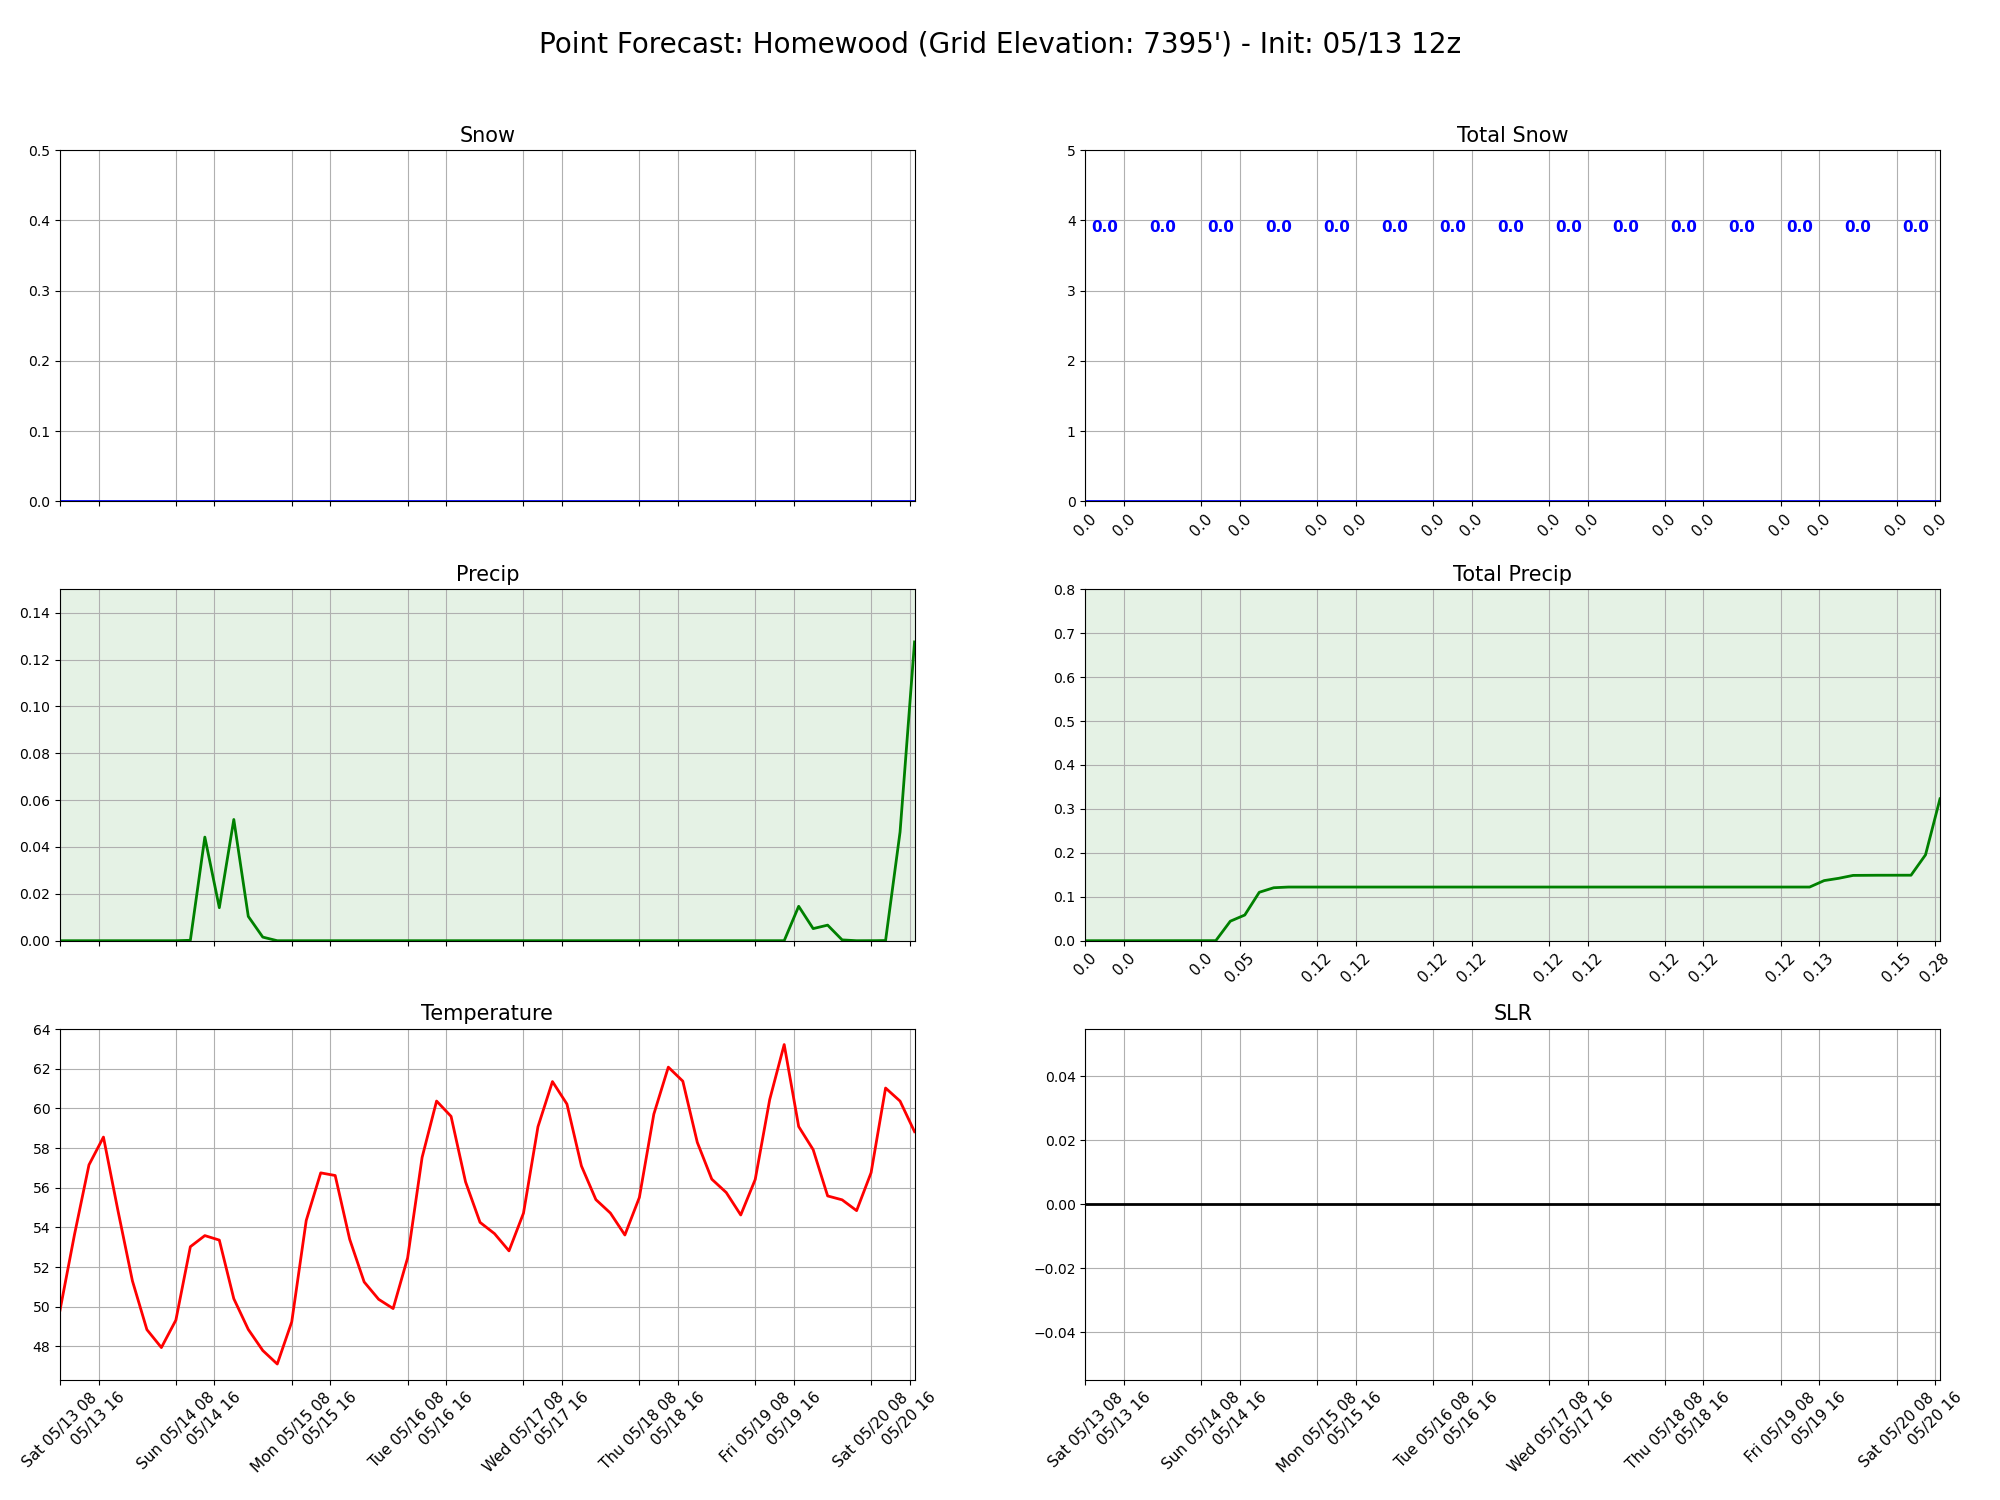 Point Forecast: Homewood (Grid Elevation: 7395') - Init: 05/13 12z
Snow
0.5
0.4
0.3
0.2
0.1
0.0
Total Snow
5
4
3
2
1
0
0.0 0.0 0.0 0.0 0.0 0.0 0.0 0.0 0.0 0.0 0.0 0.0 0.0 0.0 0.0
0.0 0.0 0.0 0.0 0.0 0.0 0.0 0.0 0.0 0.0 0.0 0.0 0.0 0.0 0.0 0.0
Precip
0.14
0.12
0.10
0.08
0.06
0.04
0.02
0.00
Total Precip
0.8
0.7
0.6
0.5
0.4
0.3
0.2
0.1
0.0
0.0 0.0 0.0 0.05 0.12 0.12 0.12 0.12 0.12 0.12 0.12 0.12 0.12 0.13 0.15 0.28
Temperature
64
62
60
58
56
54
52
50
48
Sat 05/13 08
05/13 16
Sun 05/14 08
05/14 16
Mon 05/15 08
05/15 16
Tue 05/16 08
05/16 16
Wed 05/17 08
05/17 16
Thu 05/18 08
05/18 16
Fri 05/19 08
05/19 16
Sat 05/20 08
05/20 16
SLR
0.04
0.02
0.00
−0.02
−0.04
Sat 05/13 08
05/13 16
Sun 05/14 08
05/14 16
Mon 05/15 08
05/15 16
Tue 05/16 08
05/16 16
Wed 05/17 08
05/17 16
Thu 05/18 08
05/18 16
Fri 05/19 08
05/19 16
Sat 05/20 08
05/20 16